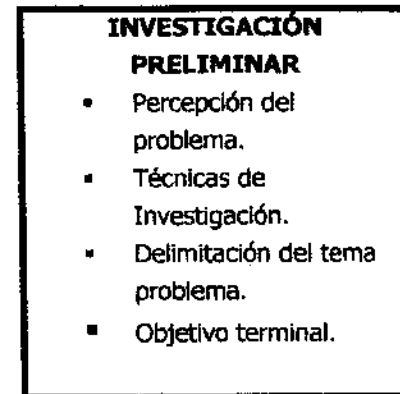 INVESTIGACIÓN
PRELIMINAR
▪ Percepción del
problema.
▪ Técnicas de
Investigación.
▪ Delimitación del tema
problema.
▪ Objetivo terminal.